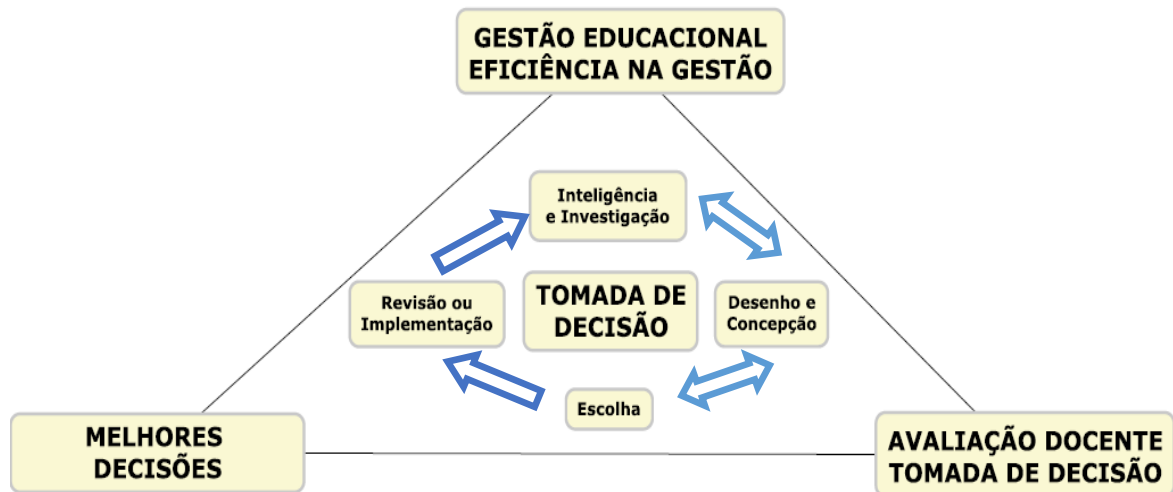 GESTÃO EDUCACIONAL
EFICIÊNCIA NA GESTÃO
Inteligência
e Investigação
Revisão ou
Implementação
TOMADA DE
DECISÃO
Desenho e
Concepção
Escolha
MELHORES
DECISÕES
AVALIAÇÃO DOCENTE
TOMADA DE DECISÃO